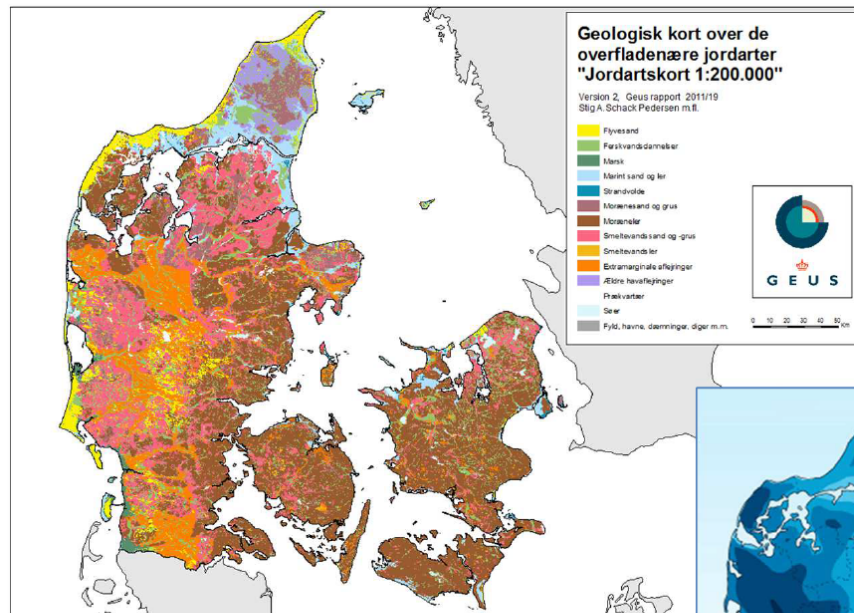 Geologisk kort over de
overfladenære jordarter
"Jordartskort 1:200.000"
Version 2, Geus rapport 2011/19
Stig A. Schack Pedersen m.fl.
Flyvesand
Ferskvandsdannelser
Marsk
Marint sand og ler
Strandvolde
Morænesand og grus
Moræneler
Smeltevandssand og -grus
Smeltevandsler
Extramarginale aflejringer
Ældre havaflejringer
Prækvartær
Søer
Fyld, havne, dæmninger, diger m.m.
GEUS
0 10 20 30 40 50
Km